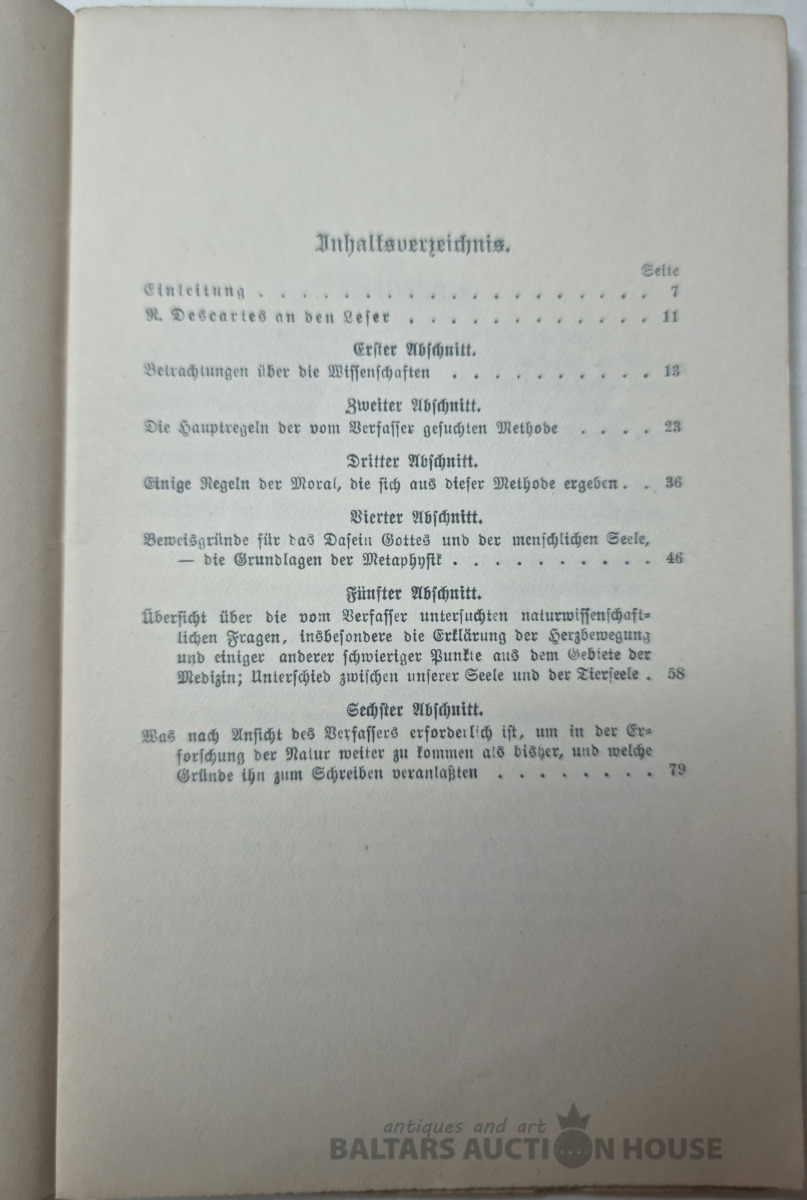 Inhaltsverzeichnis.
Seite
Einleitung . . . . . . . . . . . . . . . . . . 7
R. Descartes an den Leser . . . . . . . . . . . 11
Erster Abschnitt.
Betrachtungen über die Wissenschaften . . . . . . . . . . 13
Zweiter Abschnitt.
Die Hauptregeln der vom Verfasser gesuchten Methode . . . . 23
Dritter Abschnitt.
Einige Regeln der Moral, die sich aus dieser Methode ergeben . . 36
Vierter Abschnitt.
Beweisgründe für das Dasein Gottes und der menschlichen Seele,
— die Grundlagen der Metaphysik . . . . . . . . . . 46
Fünfter Abschnitt.
Übersicht über die vom Verfasser untersuchten naturwissenschaft-
lichen Fragen, insbesondere die Erklärung der Herzbewegung
und einiger anderer schwieriger Punkte aus dem Gebiete der
Medizin; Unterschied zwischen unserer Seele und der Tierseele . 58
Sechster Abschnitt.
Was nach Ansicht des Verfassers erforderlich ist, um in der Er-
forschung der Natur weiter zu kommen als bisher, und welche
Gründe ihn zum Schreiben veranlaßten . . . . . . . . 79
antiques and art
BALTARS AUCTION HOUSE